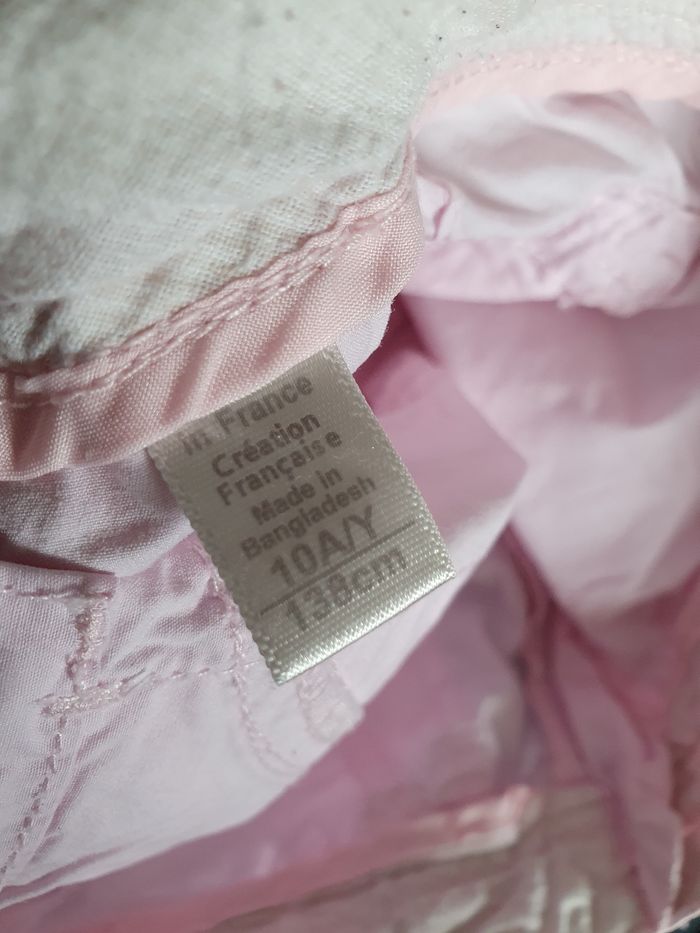 in France
Création
Française
Made in
Bangladesh
10A/Y
138cm